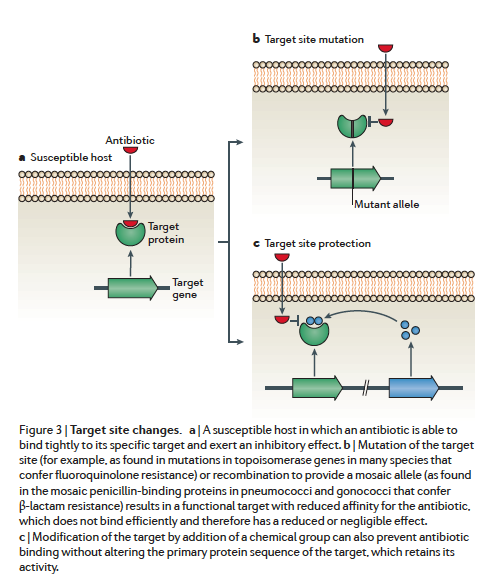 b Target site mutation
Antibiotic
a Susceptible host
Target
protein
Mutant allele
c Target site protection
Target
gene
Figure 3 | Target site changes. a | A susceptible host in which an antibiotic is able to
bind tightly to its specific target and exert an inhibitory effect. b | Mutation of the target
site (for example, as found in mutations in topoisomerase genes in many species that
confer fluoroquinolone resistance) or recombination to provide a mosaic allele (as found
in the mosaic penicillin-binding proteins in pneumococci and gonococci that confer
β-lactam resistance) results in a functional target with reduced affinity for the antibiotic,
which does not bind efficiently and therefore has a reduced or negligible effect.
c | Modification of the target by addition of a chemical group can also prevent antibiotic
binding without altering the primary protein sequence of the target, which retains its
activity.